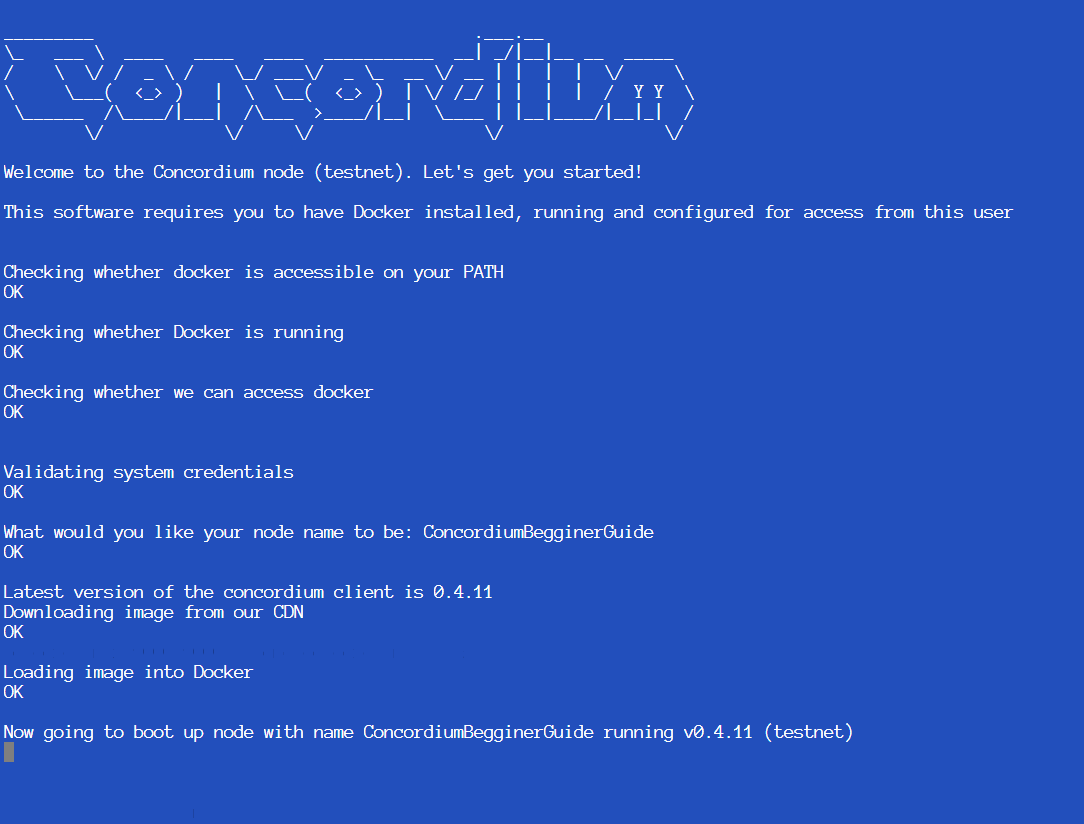 Concordium
Welcome to the Concordium node (testnet). Let's get you started!
This software requires you to have Docker installed, running and configured for access from this user
Checking whether docker is accessible on your PATH
OK
Checking whether Docker is running
OK
Checking whether we can access docker
OK
Validating system credentials
OK
What would you like your node name to be: ConcordiumBegginerGuide
OK
Latest version of the concordium client is 0.4.11
Downloading image from our CDN
OK
Loading image into Docker
OK
Now going to boot up node with name ConcordiumBegginerGuide running v0.4.11 (testnet)